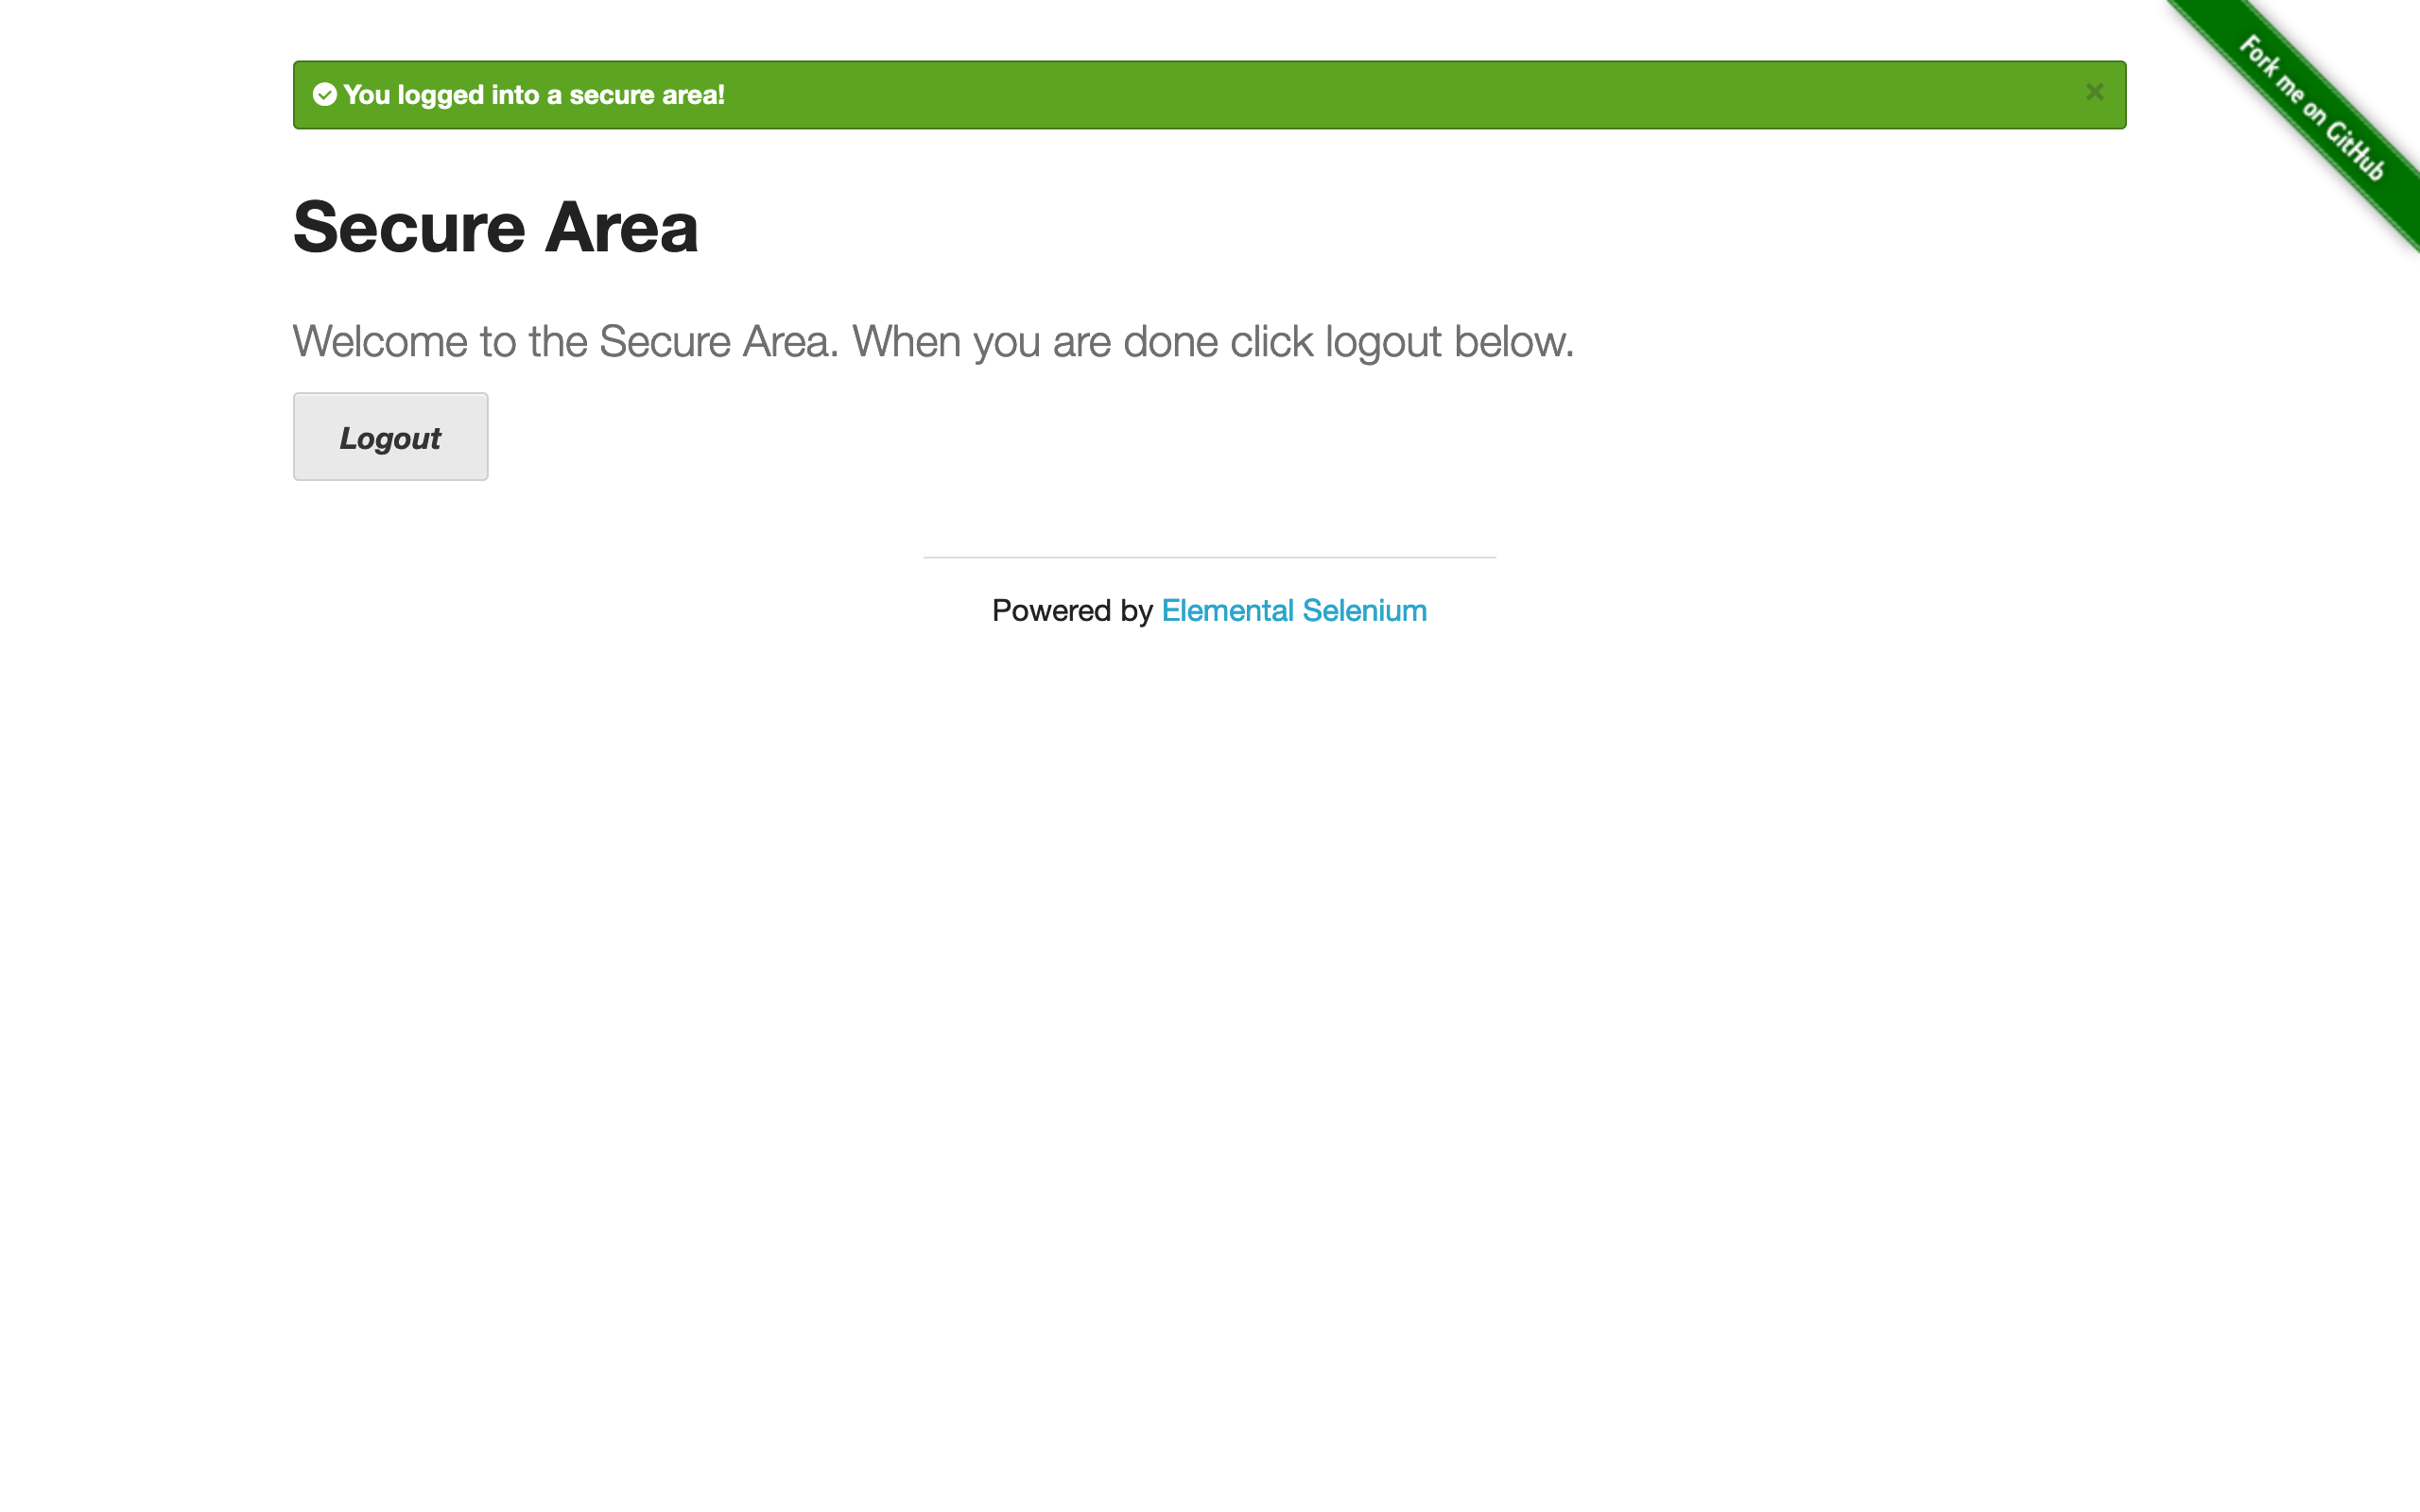 You logged into a secure area!
×
Fork me on GitHub
Secure Area
Welcome to the Secure Area. When you are done click logout below.
Logout
Powered by Elemental Selenium